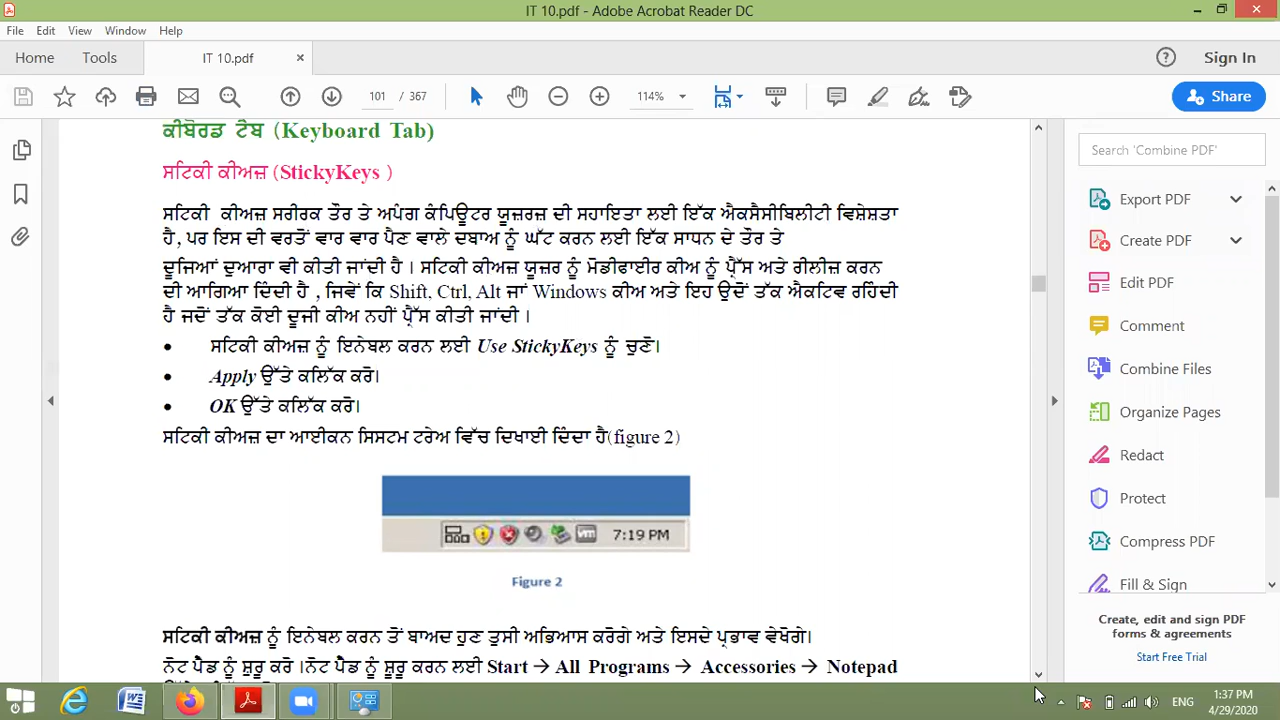 IT 10.pdf - Adobe Acrobat Reader DC
File Edit View Window Help
Home Tools IT 10.pdf × Sign In
101 / 367 114% Share
ਕੀਬੋਰਡ ਟੈਬ (Keyboard Tab)
ਸਟਿਕੀ ਕੀਅਜ਼ (StickyKeys )
ਸਟਿਕੀ ਕੀਅਜ਼ ਸਰੀਰਕ ਤੌਰ ਤੇ ਅਪੰਗ ਕੰਪਿਊਟਰ ਯੂਜ਼ਰਜ਼ ਦੀ ਸਹਾਇਤਾ ਲਈ ਇੱਕ ਐਕਸੈਸੀਬਿਲੀਟੀ ਵਿਸ਼ੇਸ਼ਤਾ
ਹੈ, ਪਰ ਇਸ ਦੀ ਵਰਤੋਂ ਵਾਰ ਵਾਰ ਪੈਣ ਵਾਲੇ ਦਬਾਅ ਨੂੰ ਘੱਟ ਕਰਨ ਲਈ ਇੱਕ ਸਾਧਨ ਦੇ ਤੌਰ ਤੇ
ਦੂਜਿਆਂ ਦੁਆਰਾ ਵੀ ਕੀਤੀ ਜਾਂਦੀ ਹੈ। ਸਟਿਕੀ ਕੀਅਜ਼ ਯੂਜ਼ਰ ਨੂੰ ਮੋਡੀਫਾਈਰ ਕੀਅ ਨੂੰ ਪ੍ਰੈੱਸ ਅਤੇ ਰੀਲੀਜ਼ ਕਰਨ
ਦੀ ਆਗਿਆ ਦਿੰਦੀ ਹੈ , ਜਿਵੇਂ ਕਿ Shift, Ctrl, Alt ਜਾਂ Windows ਕੀਅ ਅਤੇ ਇਹ ਉਦੋਂ ਤੱਕ ਐਕਟਿਵ ਰਹਿੰਦੀ
ਹੈ ਜਦੋਂ ਤੱਕ ਕੋਈ ਦੂਜੀ ਕੀਅ ਨਹੀਂ ਪ੍ਰੈੱਸ ਕੀਤੀ ਜਾਂਦੀ ।
• ਸਟਿਕੀ ਕੀਅਜ਼ ਨੂੰ ਇਨੇਬਲ ਕਰਨ ਲਈ Use StickyKeys ਨੂੰ ਚੁਣੋ।
• Apply ਉੱਤੇ ਕਲਿੱਕ ਕਰੋ।
• OK ਉੱਤੇ ਕਲਿੱਕ ਕਰੋ।
ਸਟਿਕੀ ਕੀਅਜ਼ ਦਾ ਆਈਕਨ ਸਿਸਟਮ ਟਰੇਅ ਵਿੱਚ ਦਿਖਾਈ ਦਿੰਦਾ ਹੈ(figure 2)
vm 7:19 PM
Figure 2
ਸਟਿਕੀ ਕੀਅਜ਼ ਨੂੰ ਇਨੇਬਲ ਕਰਨ ਤੋਂ ਬਾਅਦ ਹੁਣ ਤੁਸੀ ਅਭਿਆਸ ਕਰੋਗੇ ਅਤੇ ਇਸਦੇ ਪ੍ਰਭਾਵ ਵੇਖੋਗੇ।
ਨੋਟ ਪੈਡ ਨੂੰ ਸ਼ੁਰੂ ਕਰੋ ।ਨੋਟ ਪੈਡ ਨੂੰ ਸ਼ੁਰੂ ਕਰਨ ਲਈ Start → All Programs → Accessories → Notepad
Search 'Combine PDF'
Export PDF
Create PDF
Edit PDF
Comment
Combine Files
Organize Pages
Redact
Protect
Compress PDF
Fill & Sign
Create, edit and sign PDF
forms & agreements
Start Free Trial
ENG 1:37 PM
4/29/2020